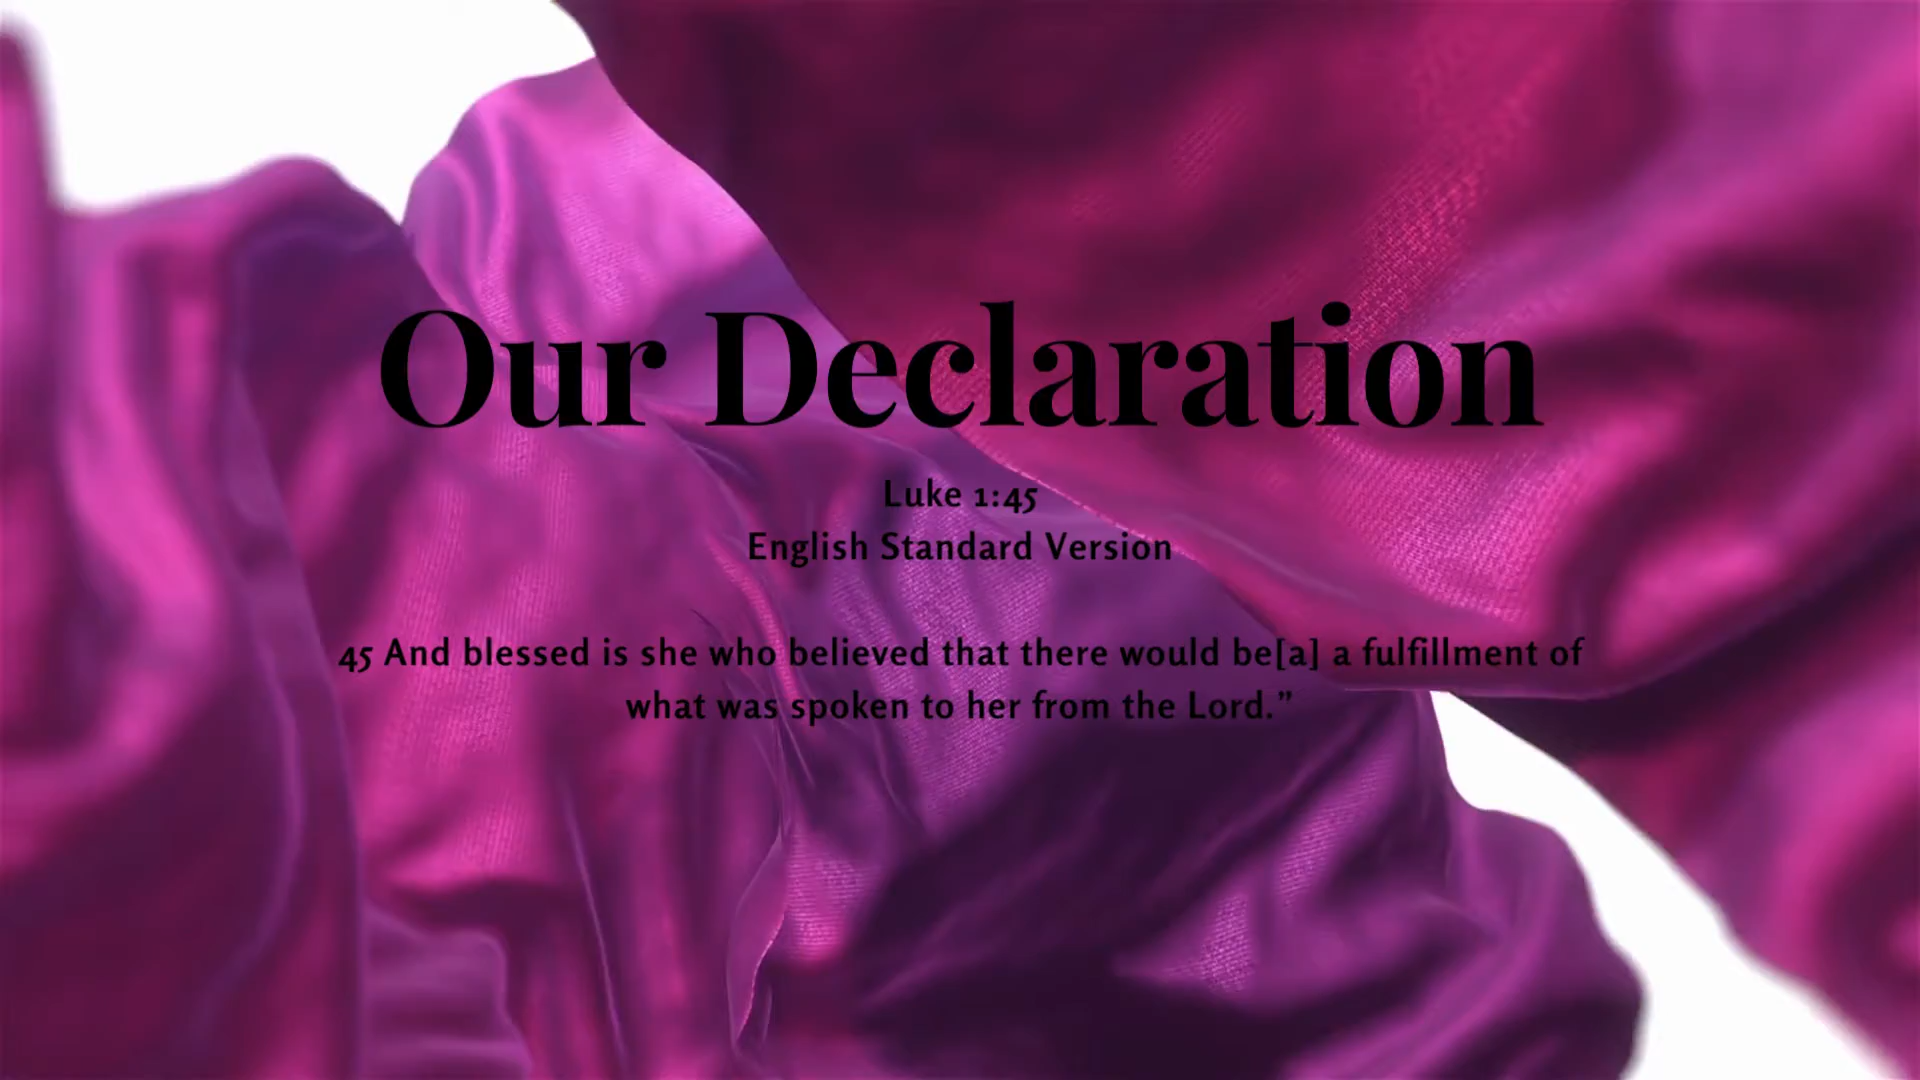 Our Declaration
Luke 1:45
English Standard Version
45 And blessed is she who believed that there would be[a] a fulfillment of
what was spoken to her from the Lord.”